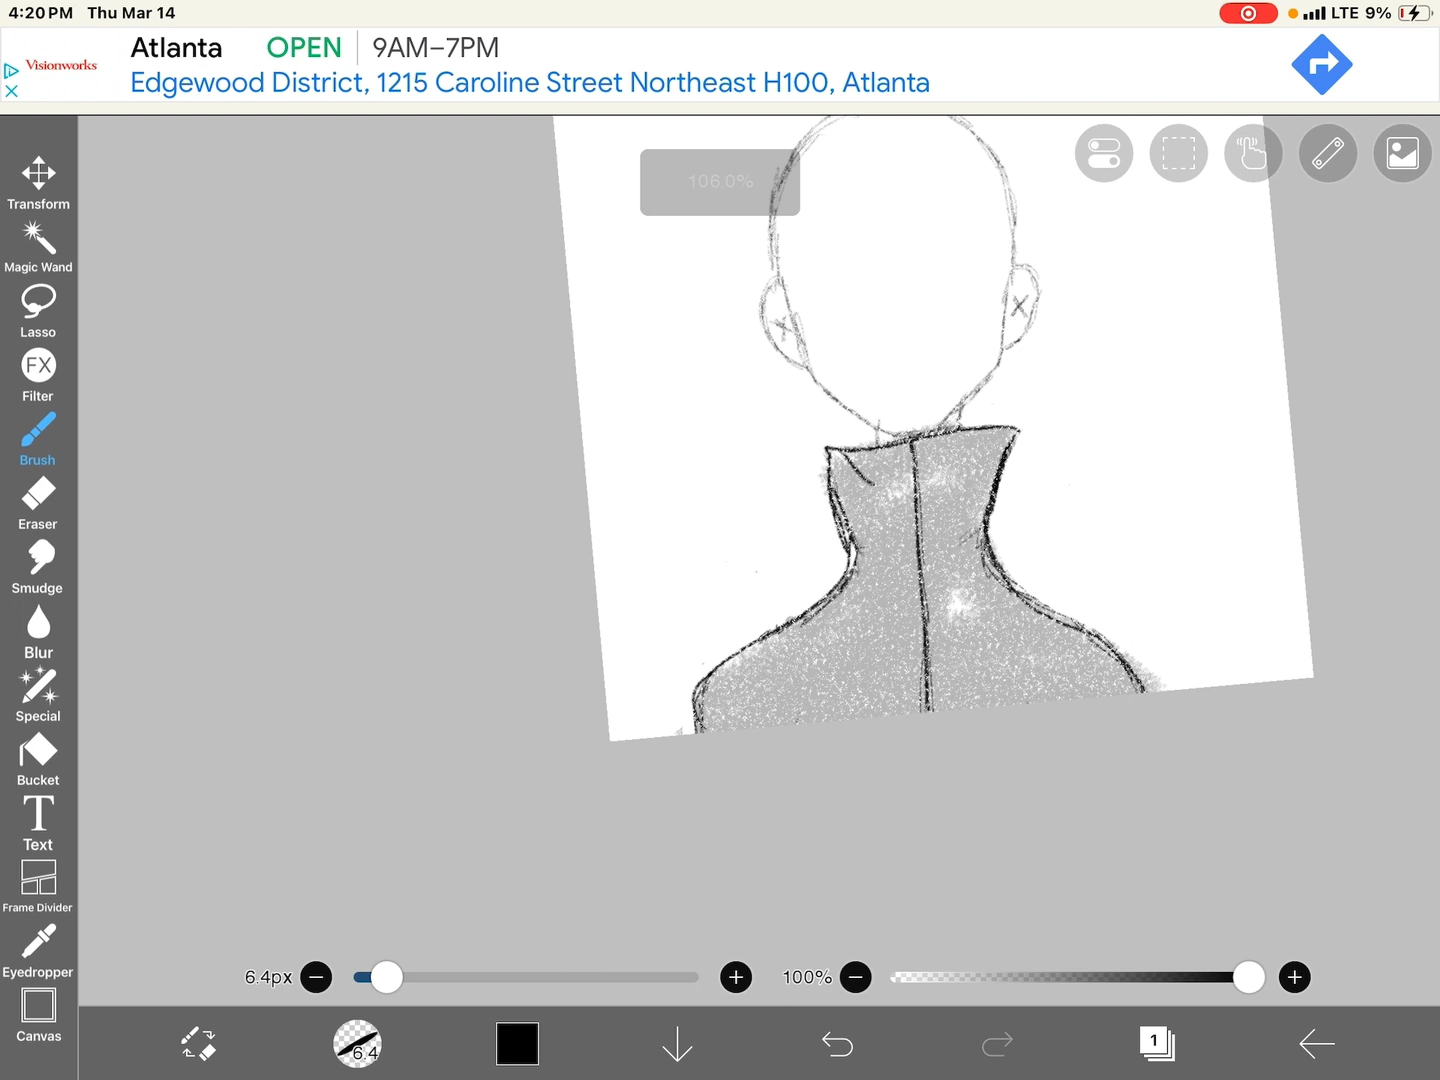 4:20 PM Thu Mar 14
LTE 9%
Visionworks
Atlanta OPEN 9AM–7PM
Edgewood District, 1215 Caroline Street Northeast H100, Atlanta
106.0%
Transform
Magic Wand
Lasso
FX
Filter
Brush
Eraser
Smudge
Blur
Special
Bucket
T
Text
Frame Divider
Eyedropper
Canvas
6.4px
100%
6.4
1